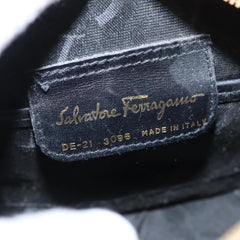 Salvatore Ferragamo
DE-21 3096 MADE IN ITALY